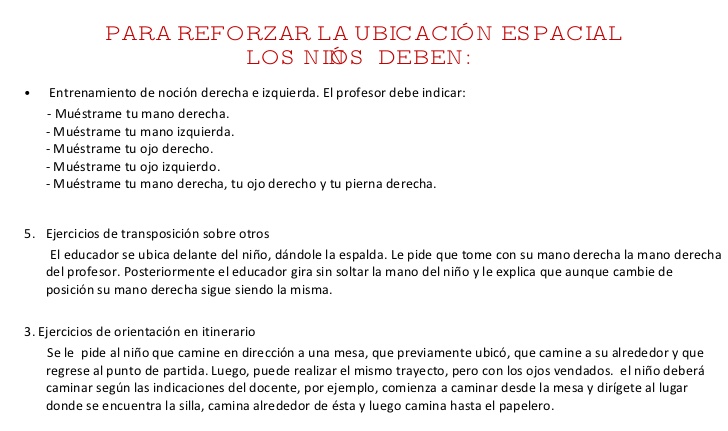 PARA REFORZAR LA UBICACIÓN ESPACIAL
LOS NIÑOS DEBEN:
• Entrenamiento de noción derecha e izquierda. El profesor debe indicar:
- Muéstrame tu mano derecha.
- Muéstrame tu mano izquierda.
- Muéstrame tu ojo derecho.
- Muéstrame tu ojo izquierdo.
- Muéstrame tu mano derecha, tu ojo derecho y tu pierna derecha.
5. Ejercicios de transposición sobre otros
El educador se ubica delante del niño, dándole la espalda. Le pide que tome con su mano derecha la mano derecha
del profesor. Posteriormente el educador gira sin soltar la mano del niño y le explica que aunque cambie de
posición su mano derecha sigue siendo la misma.
3. Ejercicios de orientación en itinerario
Se le pide al niño que camine en dirección a una mesa, que previamente ubicó, que camine a su alrededor y que
regrese al punto de partida. Luego, puede realizar el mismo trayecto, pero con los ojos vendados. el niño deberá
caminar según las indicaciones del docente, por ejemplo, comienza a caminar desde la mesa y dirígete al lugar
donde se encuentra la silla, camina alrededor de ésta y luego camina hasta el papelero.